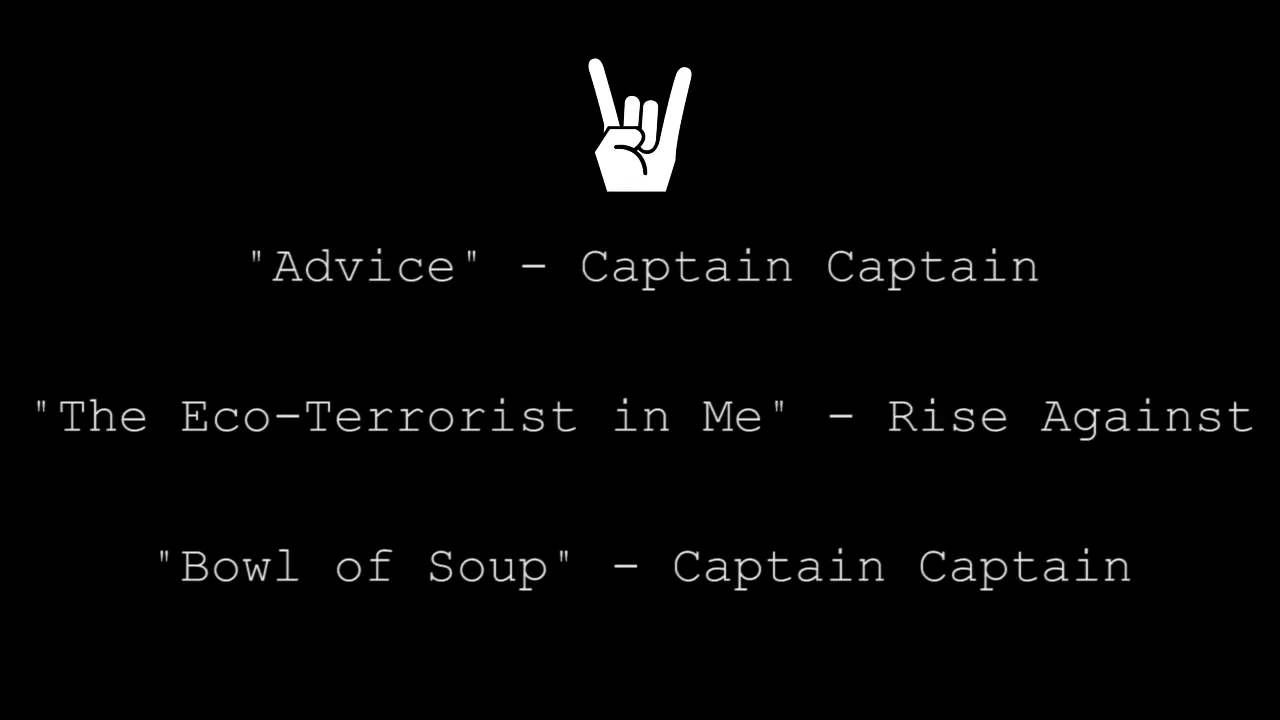 "Advice" - Captain Captain
"The Eco-Terrorist in Me" - Rise Against
"Bowl of Soup" - Captain Captain